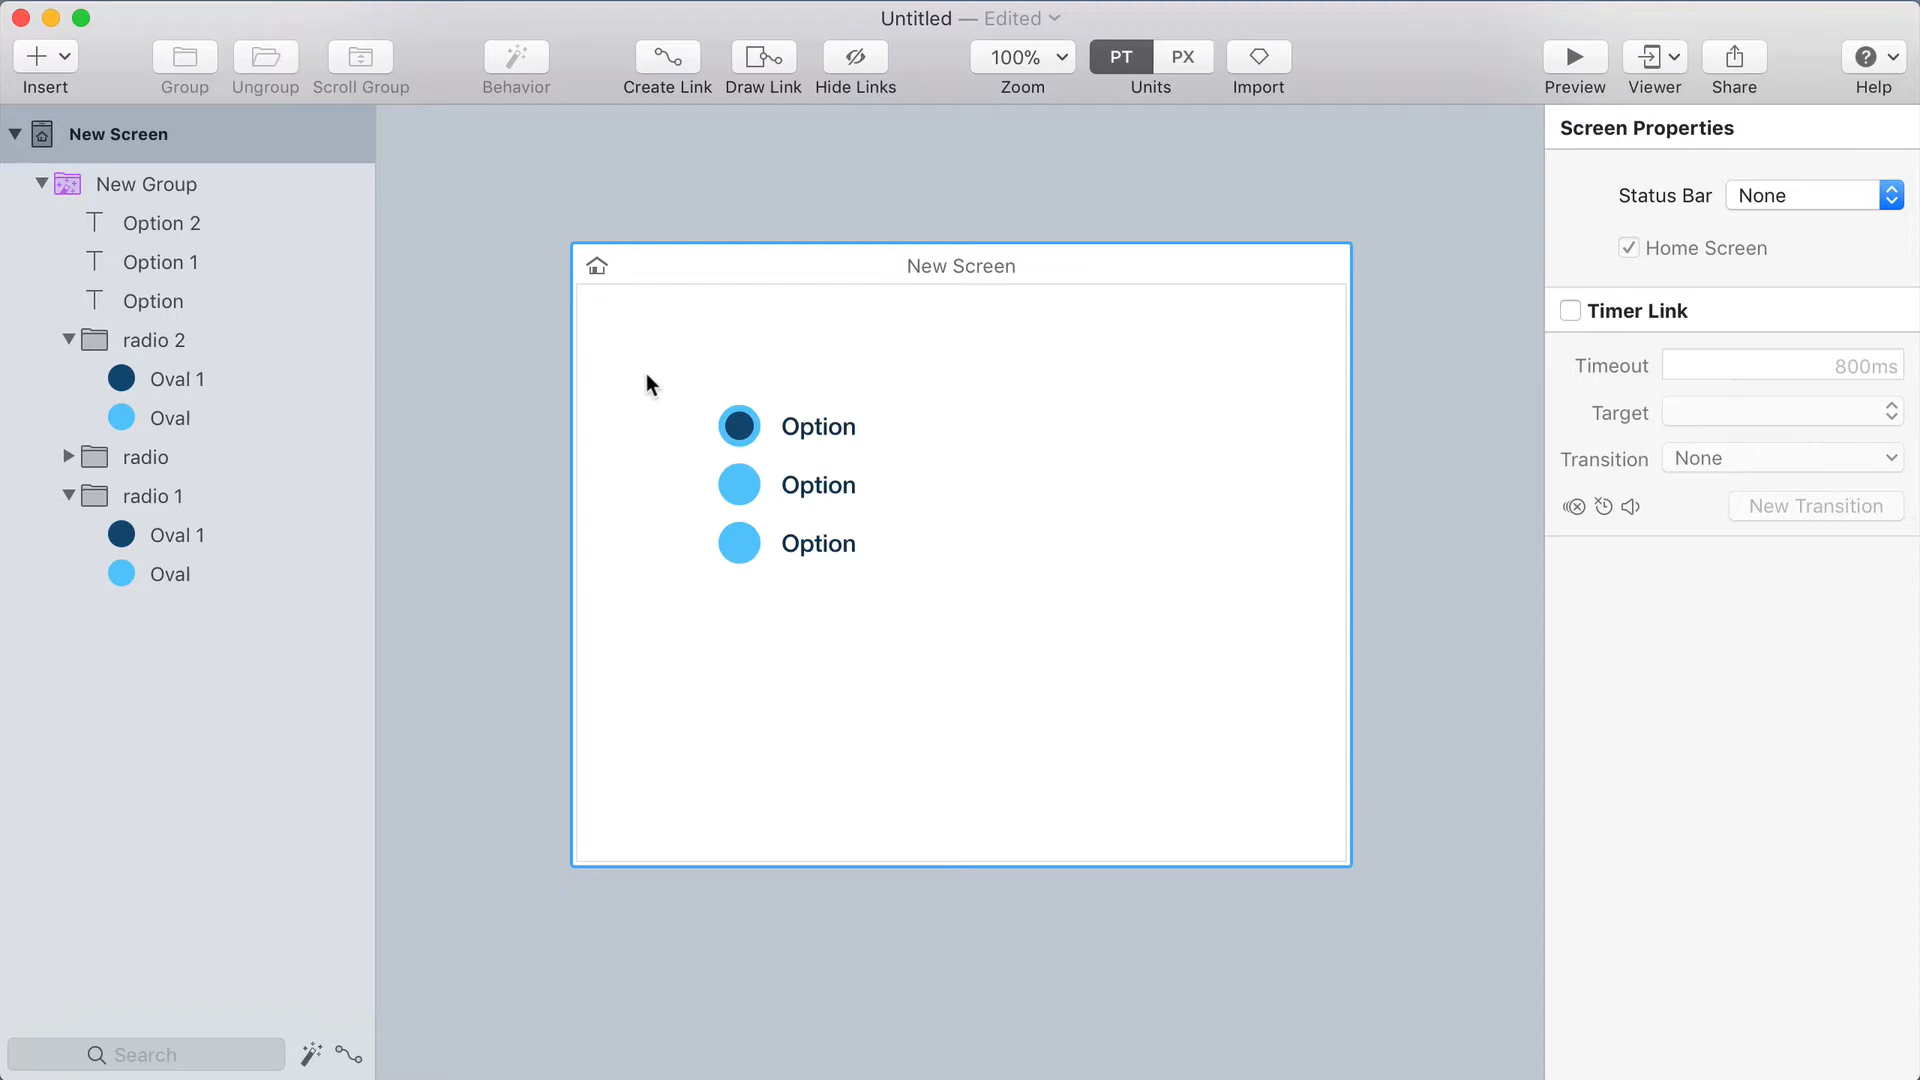 Untitled — Edited
Insert
Group
Ungroup
Scroll Group
Behavior
Create Link
Draw Link
Hide Links
100%
Zoom
PT
PX
Units
Import
Preview
Viewer
Share
Help
New Screen
New Group
Option 2
Option 1
Option
radio 2
Oval 1
Oval
radio
radio 1
Oval 1
Oval
Search
New Screen
Option
Option
Option
Screen Properties
Status Bar
None
Home Screen
Timer Link
Timeout
800ms
Target
Transition
None
New Transition